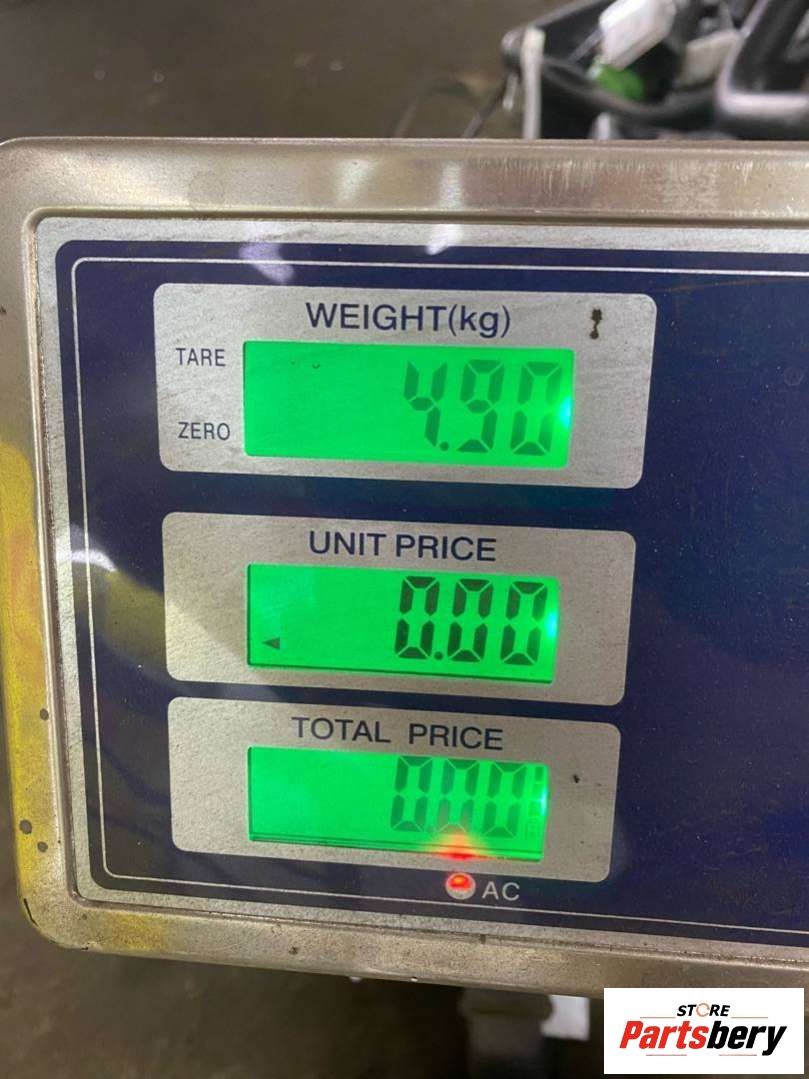 WEIGHT(kg)
TARE
4.90
ZERO
UNIT PRICE
0.00
TOTAL PRICE
0.00
AC
STORE
Partsbery